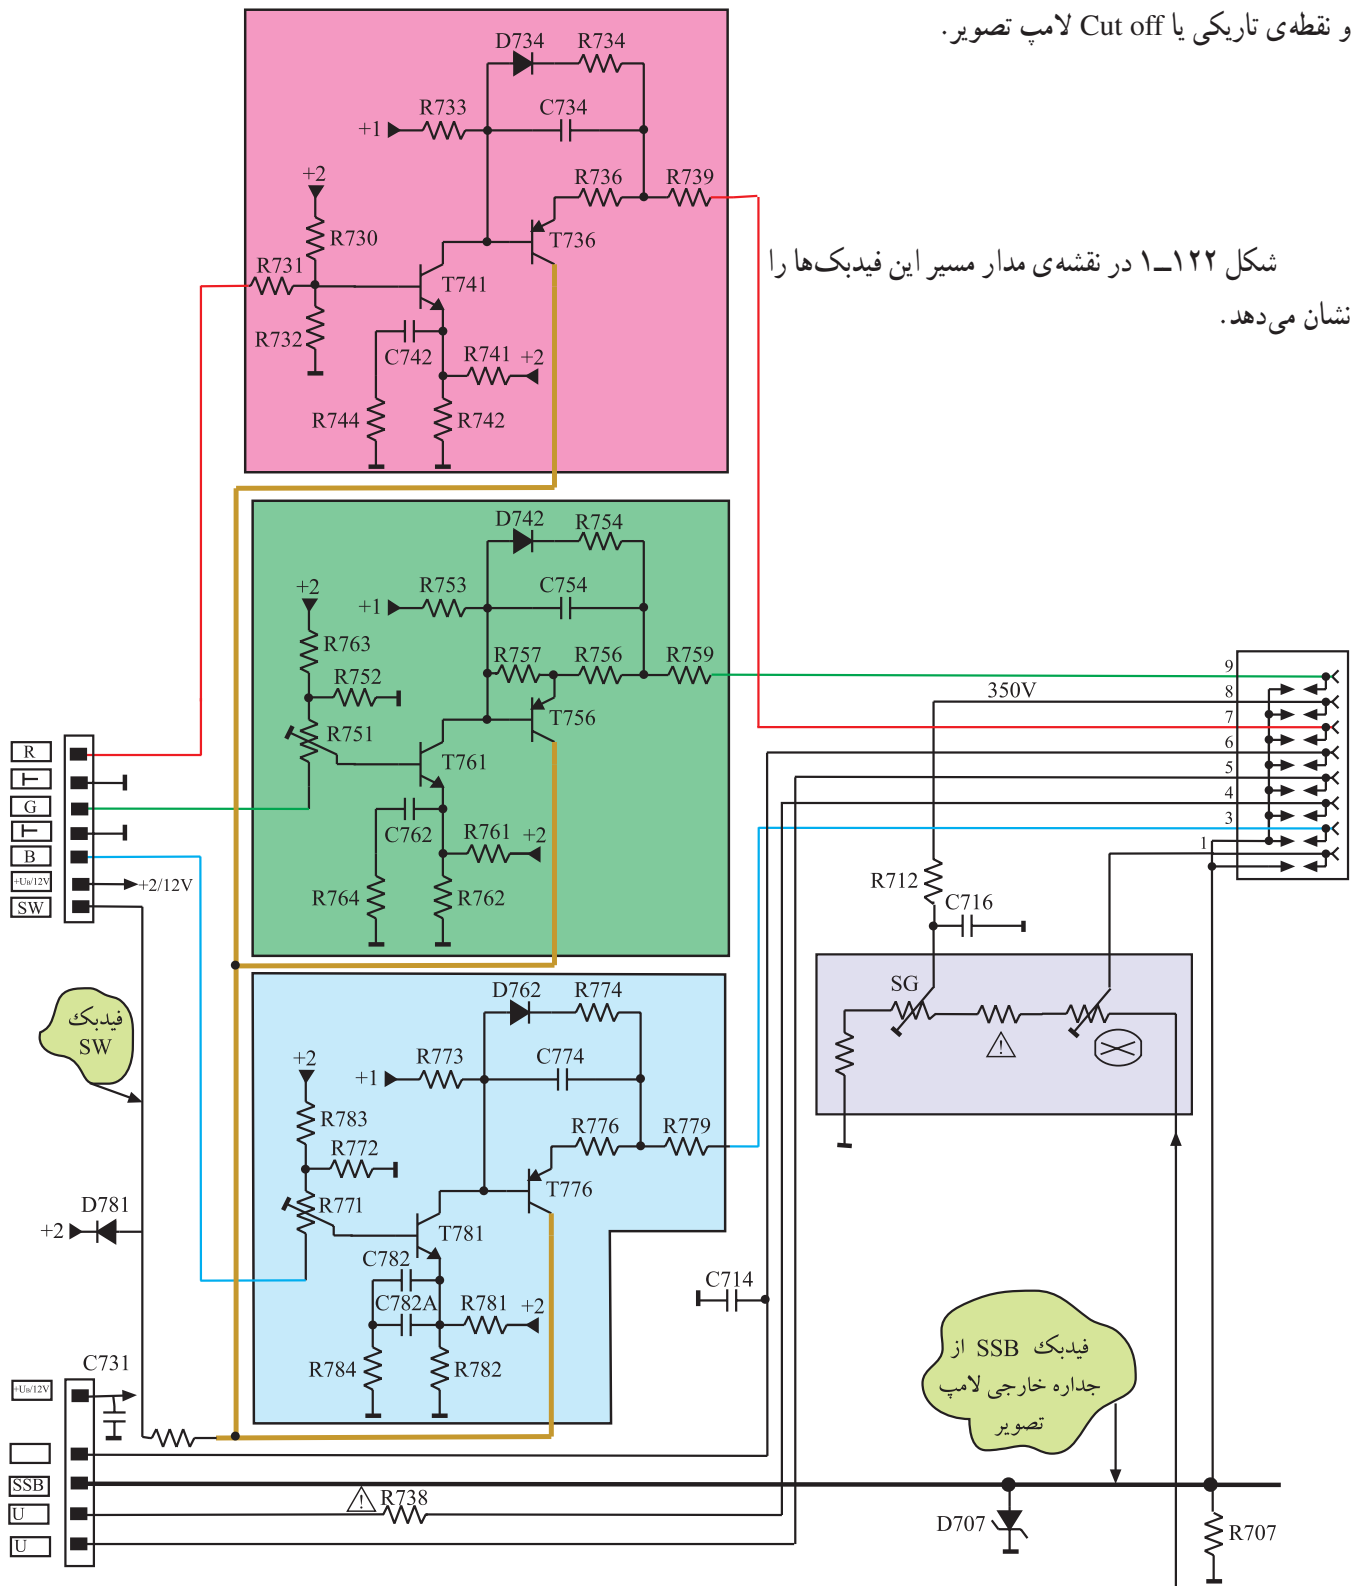 و نقطه‌ی تاریکی یا Cut off لامپ تصویر.
شکل ۱۲۲ـ۱ در نقشه‌ی مدار مسیر این فیدبک‌ها را
نشان می‌دهد.
D734
R734
R733
C734
+1
R736
R739
+2
R730
T736
R731
T741
R732
C742
R741
+2
R744
R742
D742
R754
R753
C754
+1
+2
R763
R757
R756
R759
R752
T756
R751
T761
C762
R761
+2
R764
R762
D762
R774
R773
C774
+1
+2
R783
R776
R779
R772
T776
R771
T781
C782
C782A
R781
+2
R784
R782
R
T
G
T
B
+UB/12V
+2/12V
SW
فیدبک
SW
D781
+2
C731
+UB/12V
SSB
U
U
!
R738
9
8
7
6
5
4
3
1
350V
R712
C716
SG
!
C714
فیدبک SSB از
جداره خارجی لامپ
تصویر
D707
R707